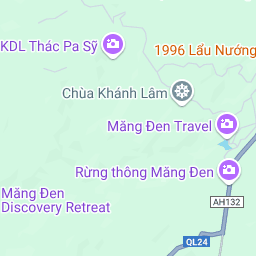 KDL Thác Pa Sỹ
1996 Lẩu Nướng
Chùa Khánh Lâm
Măng Đen Travel
Rừng thông Măng Đen
Măng Đen
Discovery Retreat
AH132
QL24